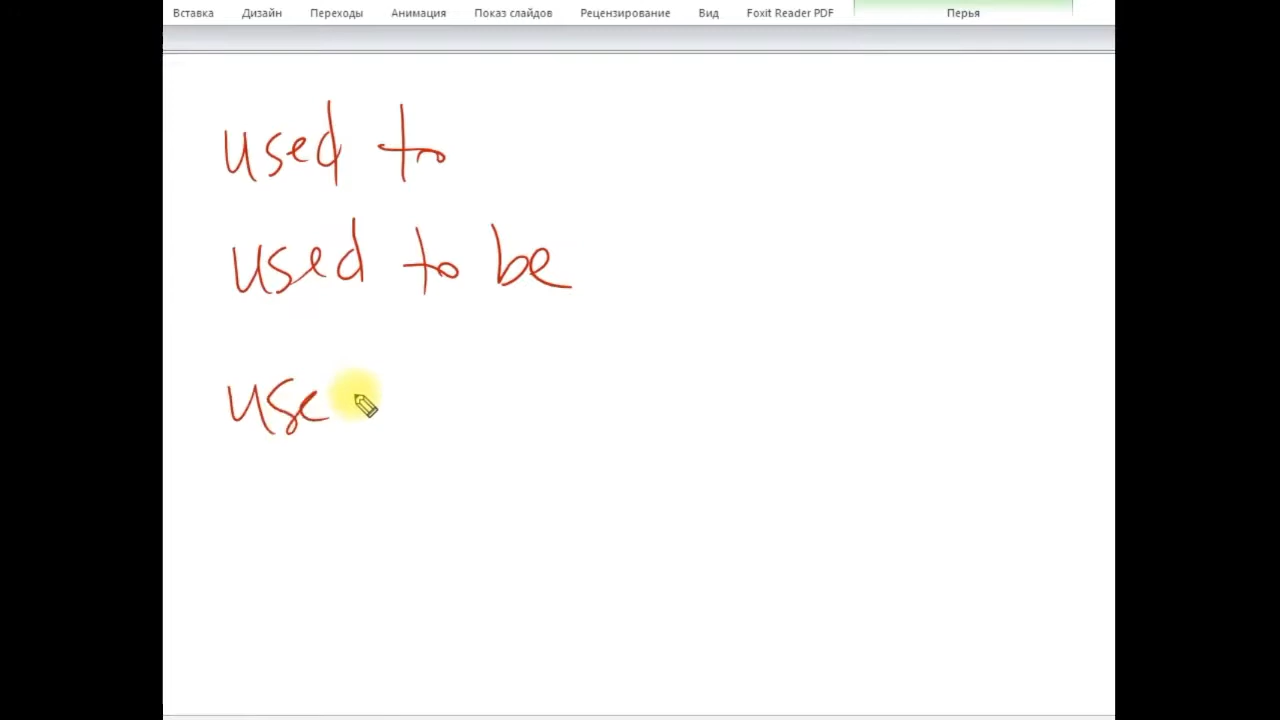 Вставка Дизайн Переходы Анимация Показ слайдов Рецензирование Вид Foxit Reader PDF Перья
used to
used to be
use